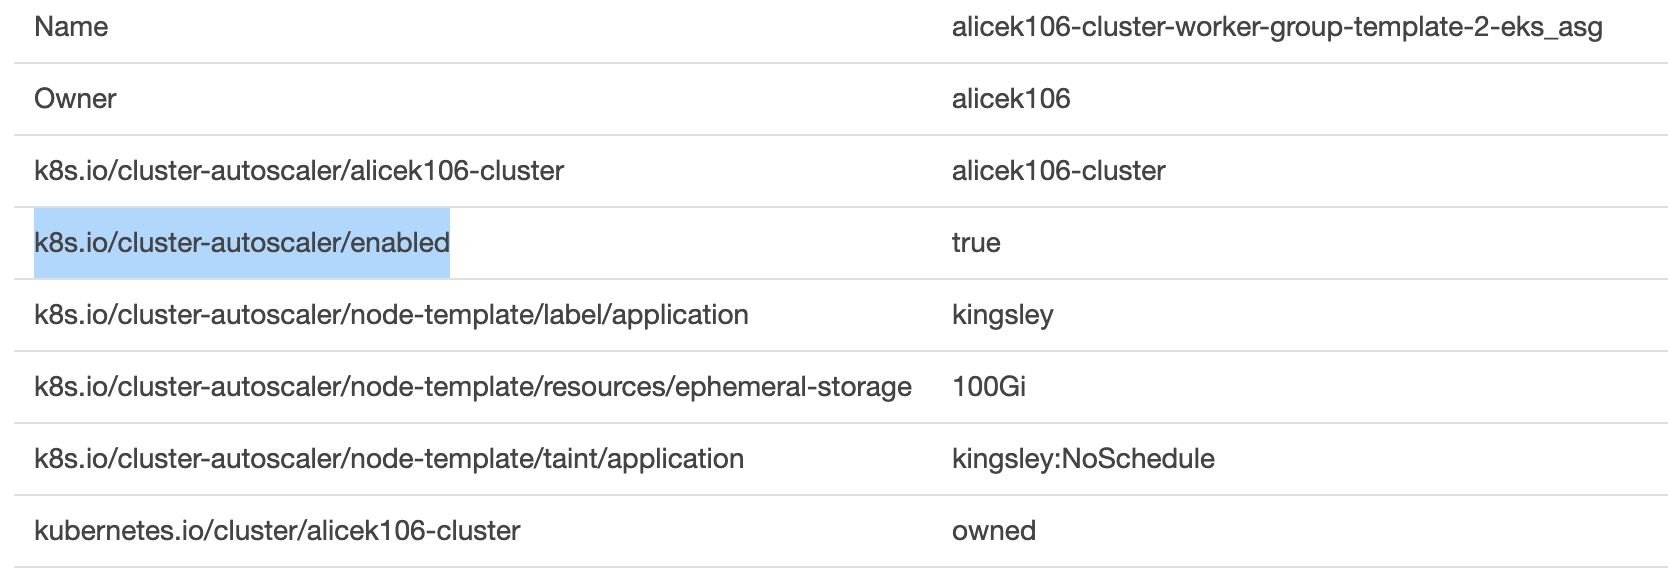 Name alicek106-cluster-worker-group-template-2-eks_asg
Owner alicek106
k8s.io/cluster-autoscaler/alicek106-cluster alicek106-cluster
k8s.io/cluster-autoscaler/enabled true
k8s.io/cluster-autoscaler/node-template/label/application kingsley
k8s.io/cluster-autoscaler/node-template/resources/ephemeral-storage 100Gi
k8s.io/cluster-autoscaler/node-template/taint/application kingsley:NoSchedule
kubernetes.io/cluster/alicek106-cluster owned